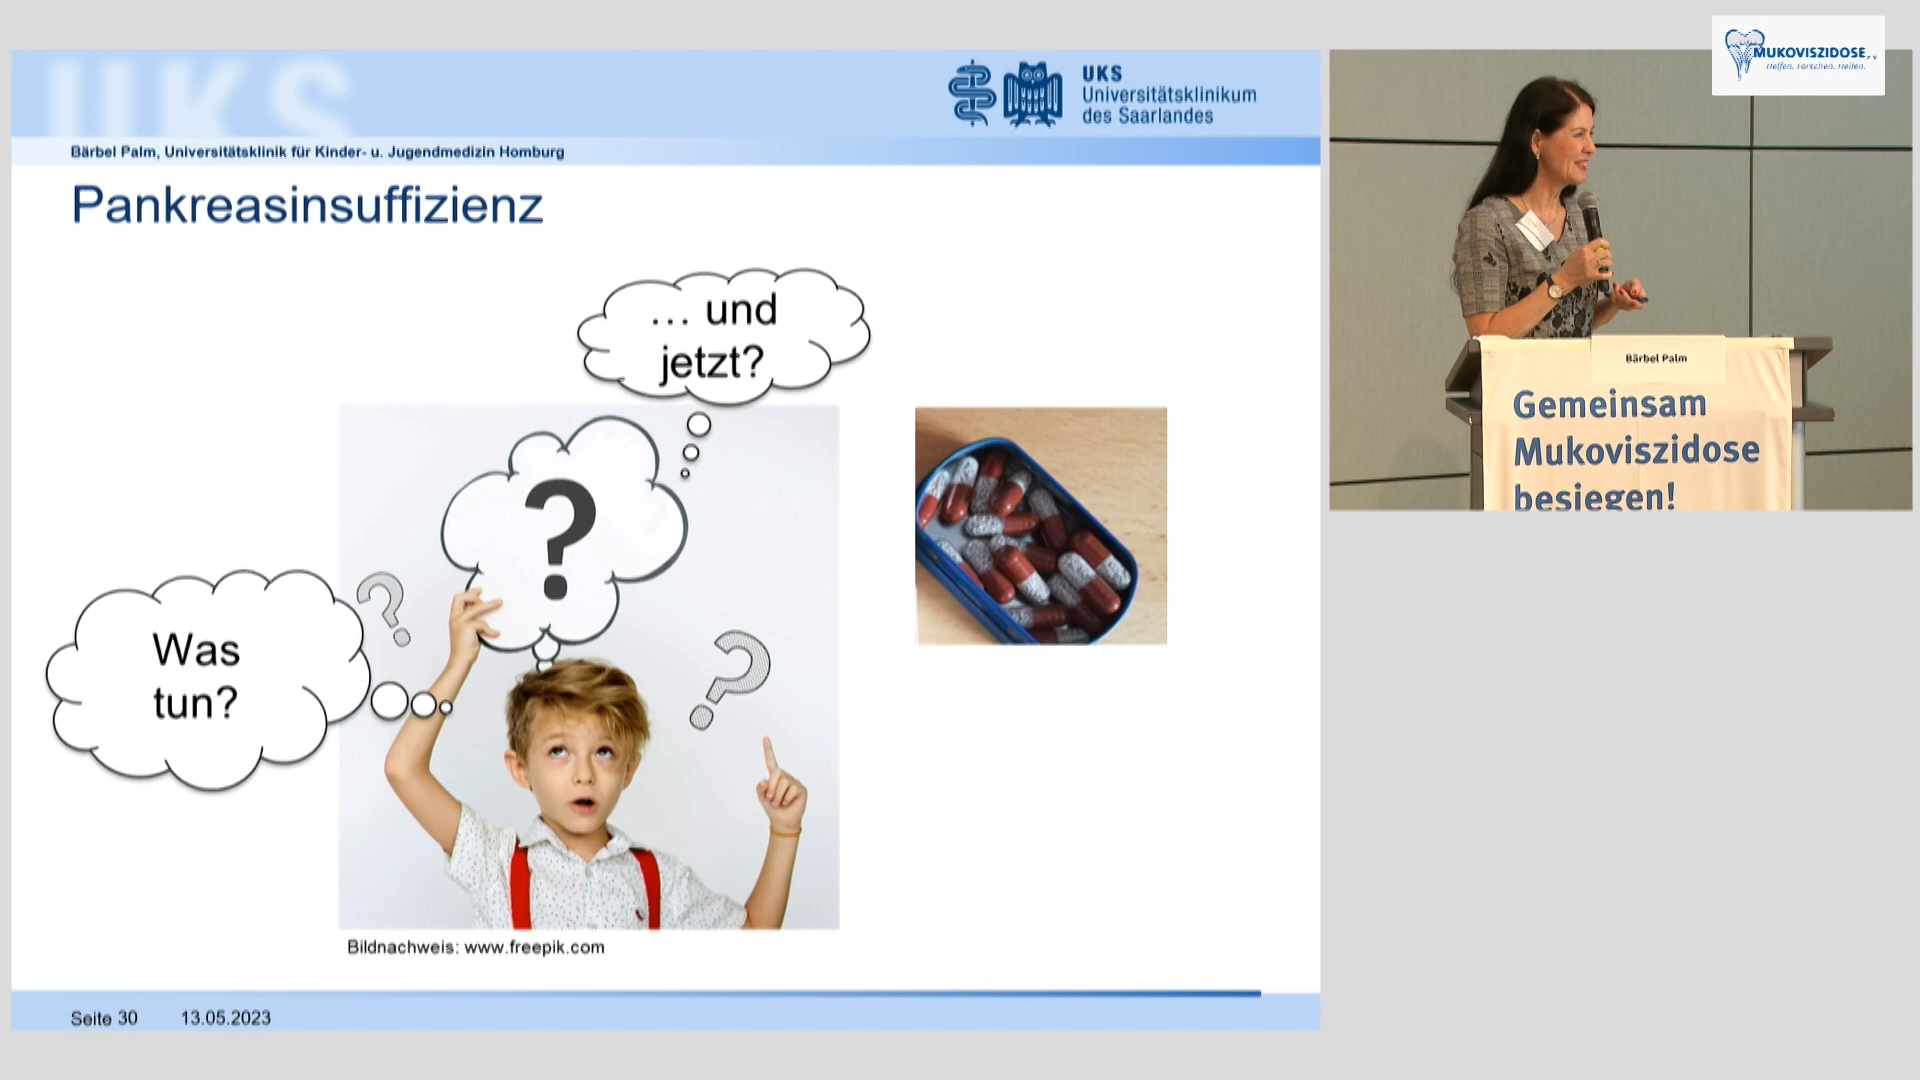 UKS
UKS
Universitätsklinikum
des Saarlandes
Bärbel Palm, Universitätsklinik für Kinder- u. Jugendmedizin Homburg
Pankreasinsuffizienz
... und
jetzt?
?
?
?
Was
tun?
Bildnachweis: www.freepik.com
Seite 30 13.05.2023
MUKOVISZIDOSE e.V.
Helfen. Forschen. Heilen.
Bärbel Palm
Gemeinsam
Mukoviszidose
besiegen!